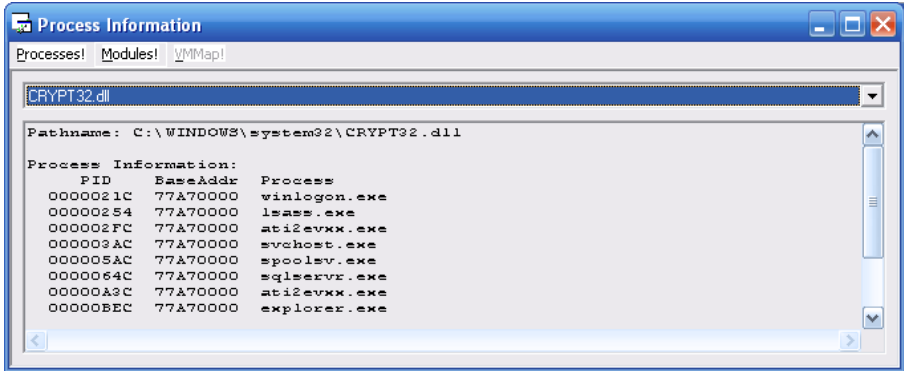 Process Information
Processes! Modules! VMMap!
CRYPT32.dll
Pathname: C:\WINDOWS\system32\CRYPT32.dll
Process Information:
PID BaseAddr Process
0000021C 77A70000 winlogon.exe
00000254 77A70000 lsass.exe
000002FC 77A70000 ati2evxx.exe
000003AC 77A70000 svchost.exe
000005AC 77A70000 spoolsv.exe
0000064C 77A70000 sqlservr.exe
00000A3C 77A70000 ati2evxx.exe
00000BEC 77A70000 explorer.exe